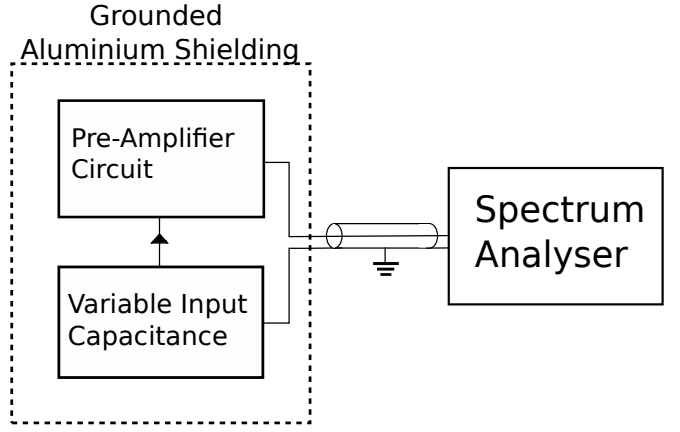 Grounded
Aluminium Shielding
Pre-Amplifier
Circuit
Variable Input
Capacitance
Spectrum
Analyser